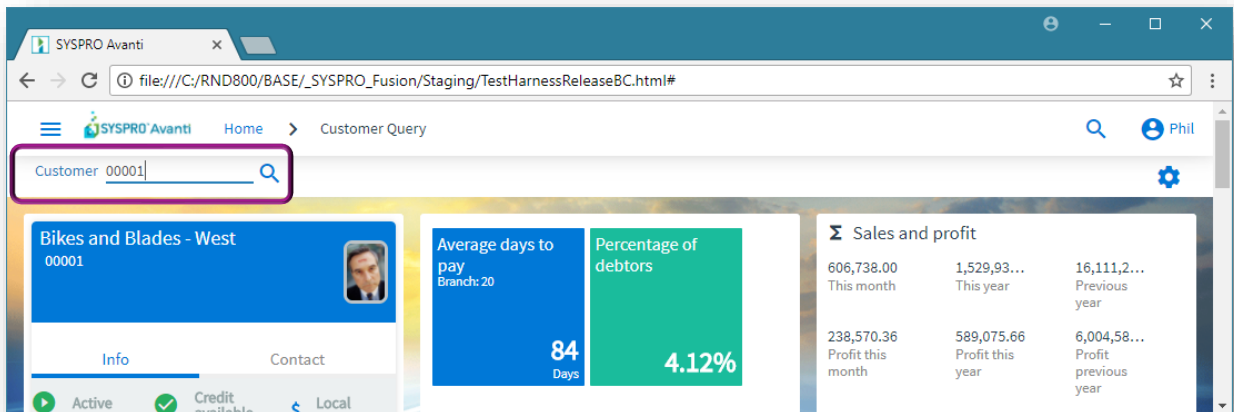 SYSPRO Avanti
file:///C:/RND800/BASE/_SYSPRO_Fusion/Staging/TestHarnessReleaseBC.html#
SYSPRO Avanti Home > Customer Query Phil
Customer 00001
Bikes and Blades - West
00001
Info Contact
Active
Credit
available
$ Local
Average days to
pay
Branch: 20
84
Days
Percentage of
debtors
4.12%
Σ Sales and profit
606,738.00 1,529,93... 16,111,2...
This month This year Previous
year
238,570.36 589,075.66 6,004,58...
Profit this Profit this Profit
month year previous
year